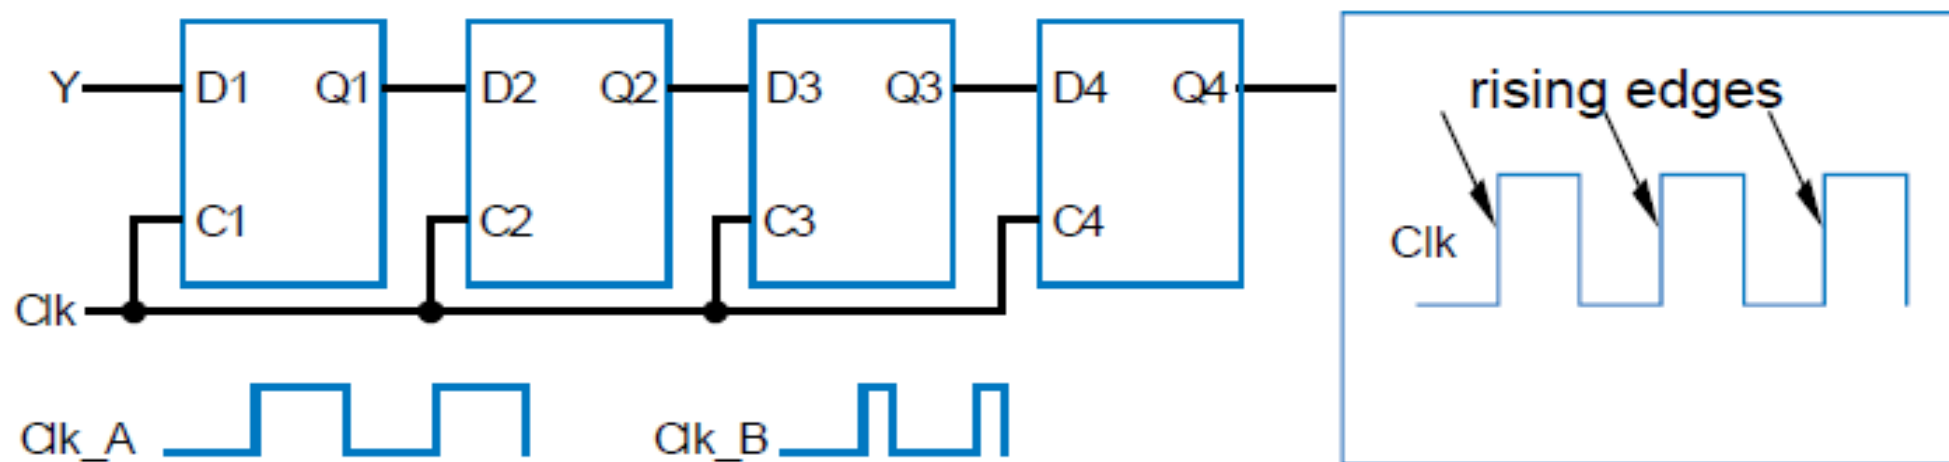 Y D1 Q1 D2 Q2 D3 Q3 D4 Q4
C1 C2 C3 C4
Clk
Clk_A Clk_B
rising edges
Clk